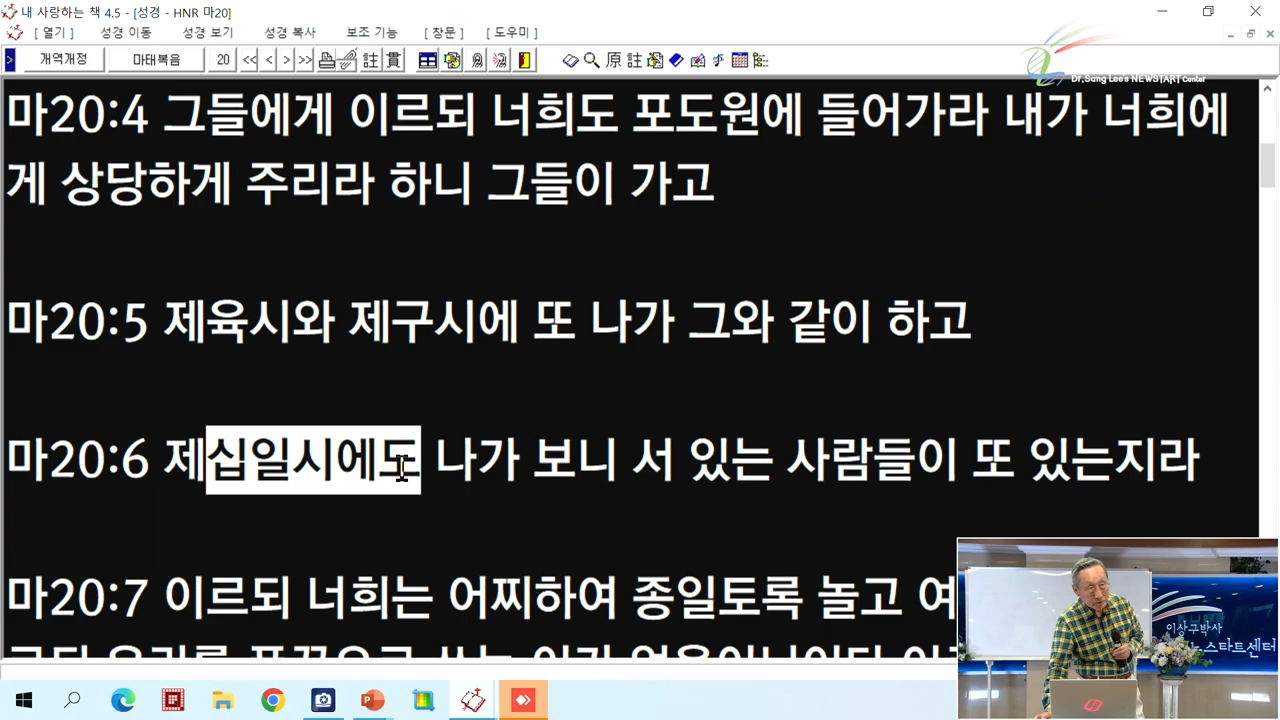 내 사랑하는 책 4.5 - [성경 - HNR 마20]
[ 열기 ] 성경 이동 성경 보기 성경 복사 보조 기능 [ 창문 ] [ 도우미 ]
> 개역개정 마태복음 20 << < > >> 註 貫 原 註
Dr.Sang Lee's NEWSTART Center
마20:4 그들에게 이르되 너희도 포도원에 들어가라 내가 너희에
게 상당하게 주리라 하니 그들이 가고
마20:5 제육시와 제구시에 또 나가 그와 같이 하고
마20:6 제십일시에도 나가 보니 서 있는 사람들이 또 있는지라
마20:7 이르되 너희는 어찌하여 종일토록 놀고 여
이상구박사
뉴스타트센터